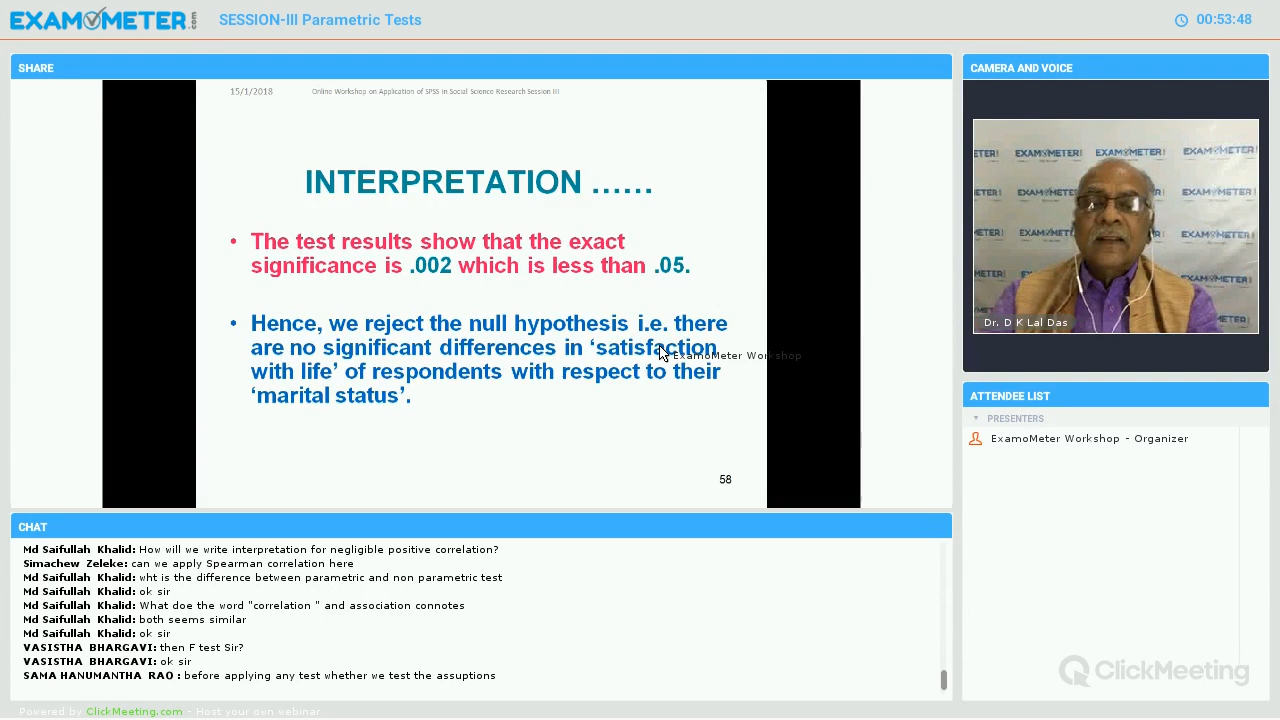 EXAMOMETER.com
SESSION-III Parametric Tests
00:53:48
SHARE
15/1/2018
Online Workshop on Application of SPSS in Social Science Research Session III
INTERPRETATION ......
• The test results show that the exact
significance is .002 which is less than .05.
• Hence, we reject the null hypothesis i.e. there
are no significant differences in ‘satisfaction
ExamoMeter Workshop
with life’ of respondents with respect to their
‘marital status’.
58
CAMERA AND VOICE
EXAMOMETER!
EXAMOMETER!
EXAMOMETER!
Dr. D K Lal Das
ATTENDEE LIST
PRESENTERS
ExamoMeter Workshop - Organizer
CHAT
Md Saifullah Khalid: How will we write interpretation for negligible positive correlation?
Simachew Zeleke: can we apply Spearman correlation here
Md Saifullah Khalid: wht is the difference between parametric and non parametric test
Md Saifullah Khalid: ok sir
Md Saifullah Khalid: What doe the word "correlation " and association connotes
Md Saifullah Khalid: both seems similar
Md Saifullah Khalid: ok sir
VASISTHA BHARGAVI: then F test Sir?
VASISTHA BHARGAVI: ok sir
SAMA HANUMANTHA RAO : before applying any test whether we test the assuptions
ClickMeeting
Powered by ClickMeeting.com - Host your own webinar